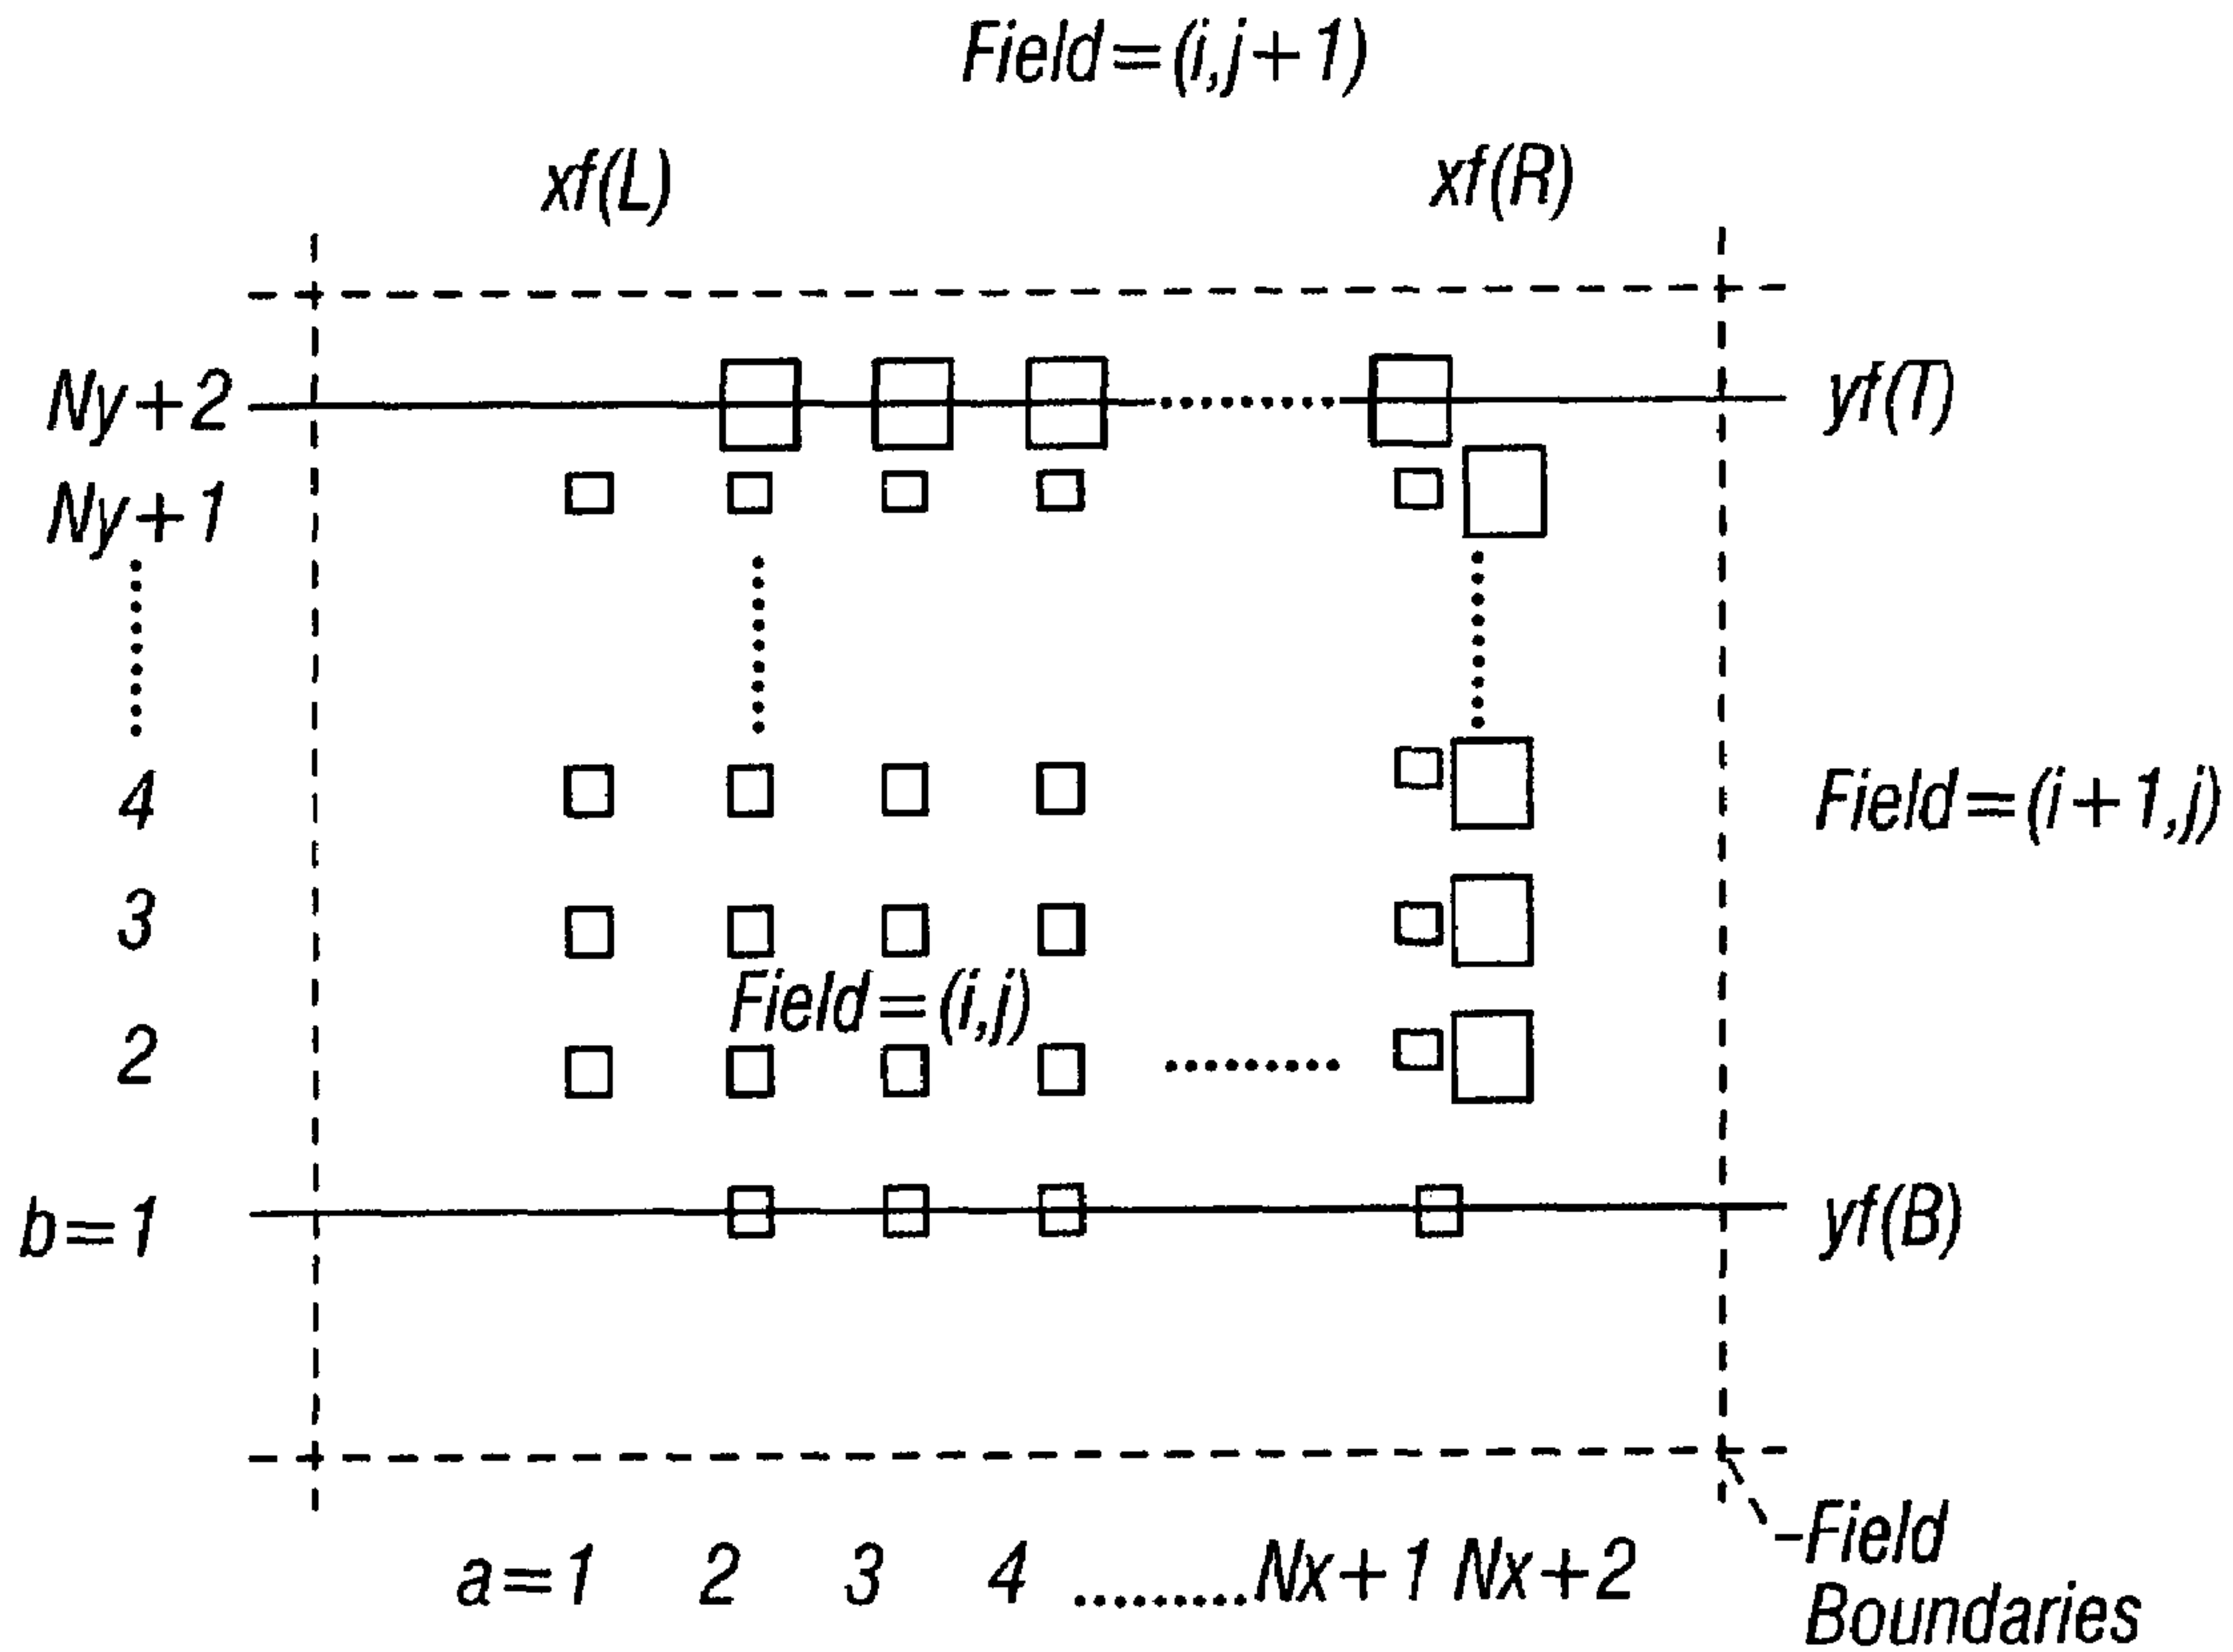 Field=(i,j+1)
xf(L) xf(R)
Ny+2 yf(T)
Ny+1
4 Field=(i+1,j)
3
Field=(i,j)
2
b=1 yf(B)
a=1 2 3 4 .........Nx+1 Nx+2
-Field
Boundaries